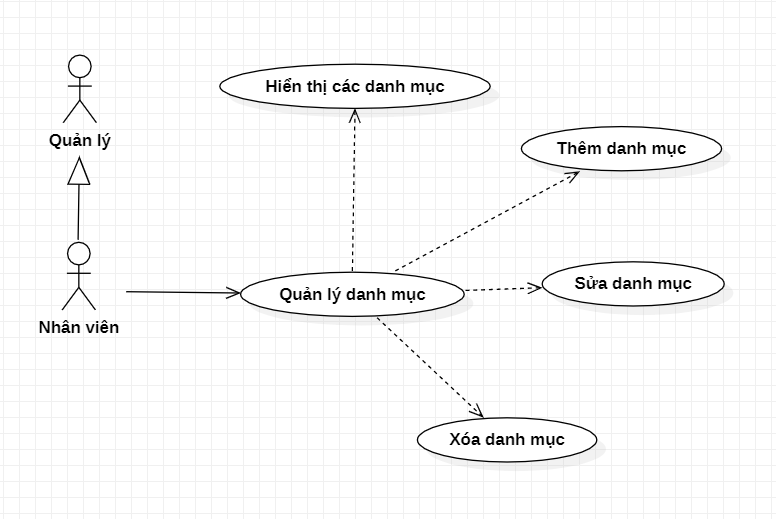 Hiển thị các danh mục
Quản lý
Thêm danh mục
Nhân viên
Quản lý danh mục
Sửa danh mục
Xóa danh mục